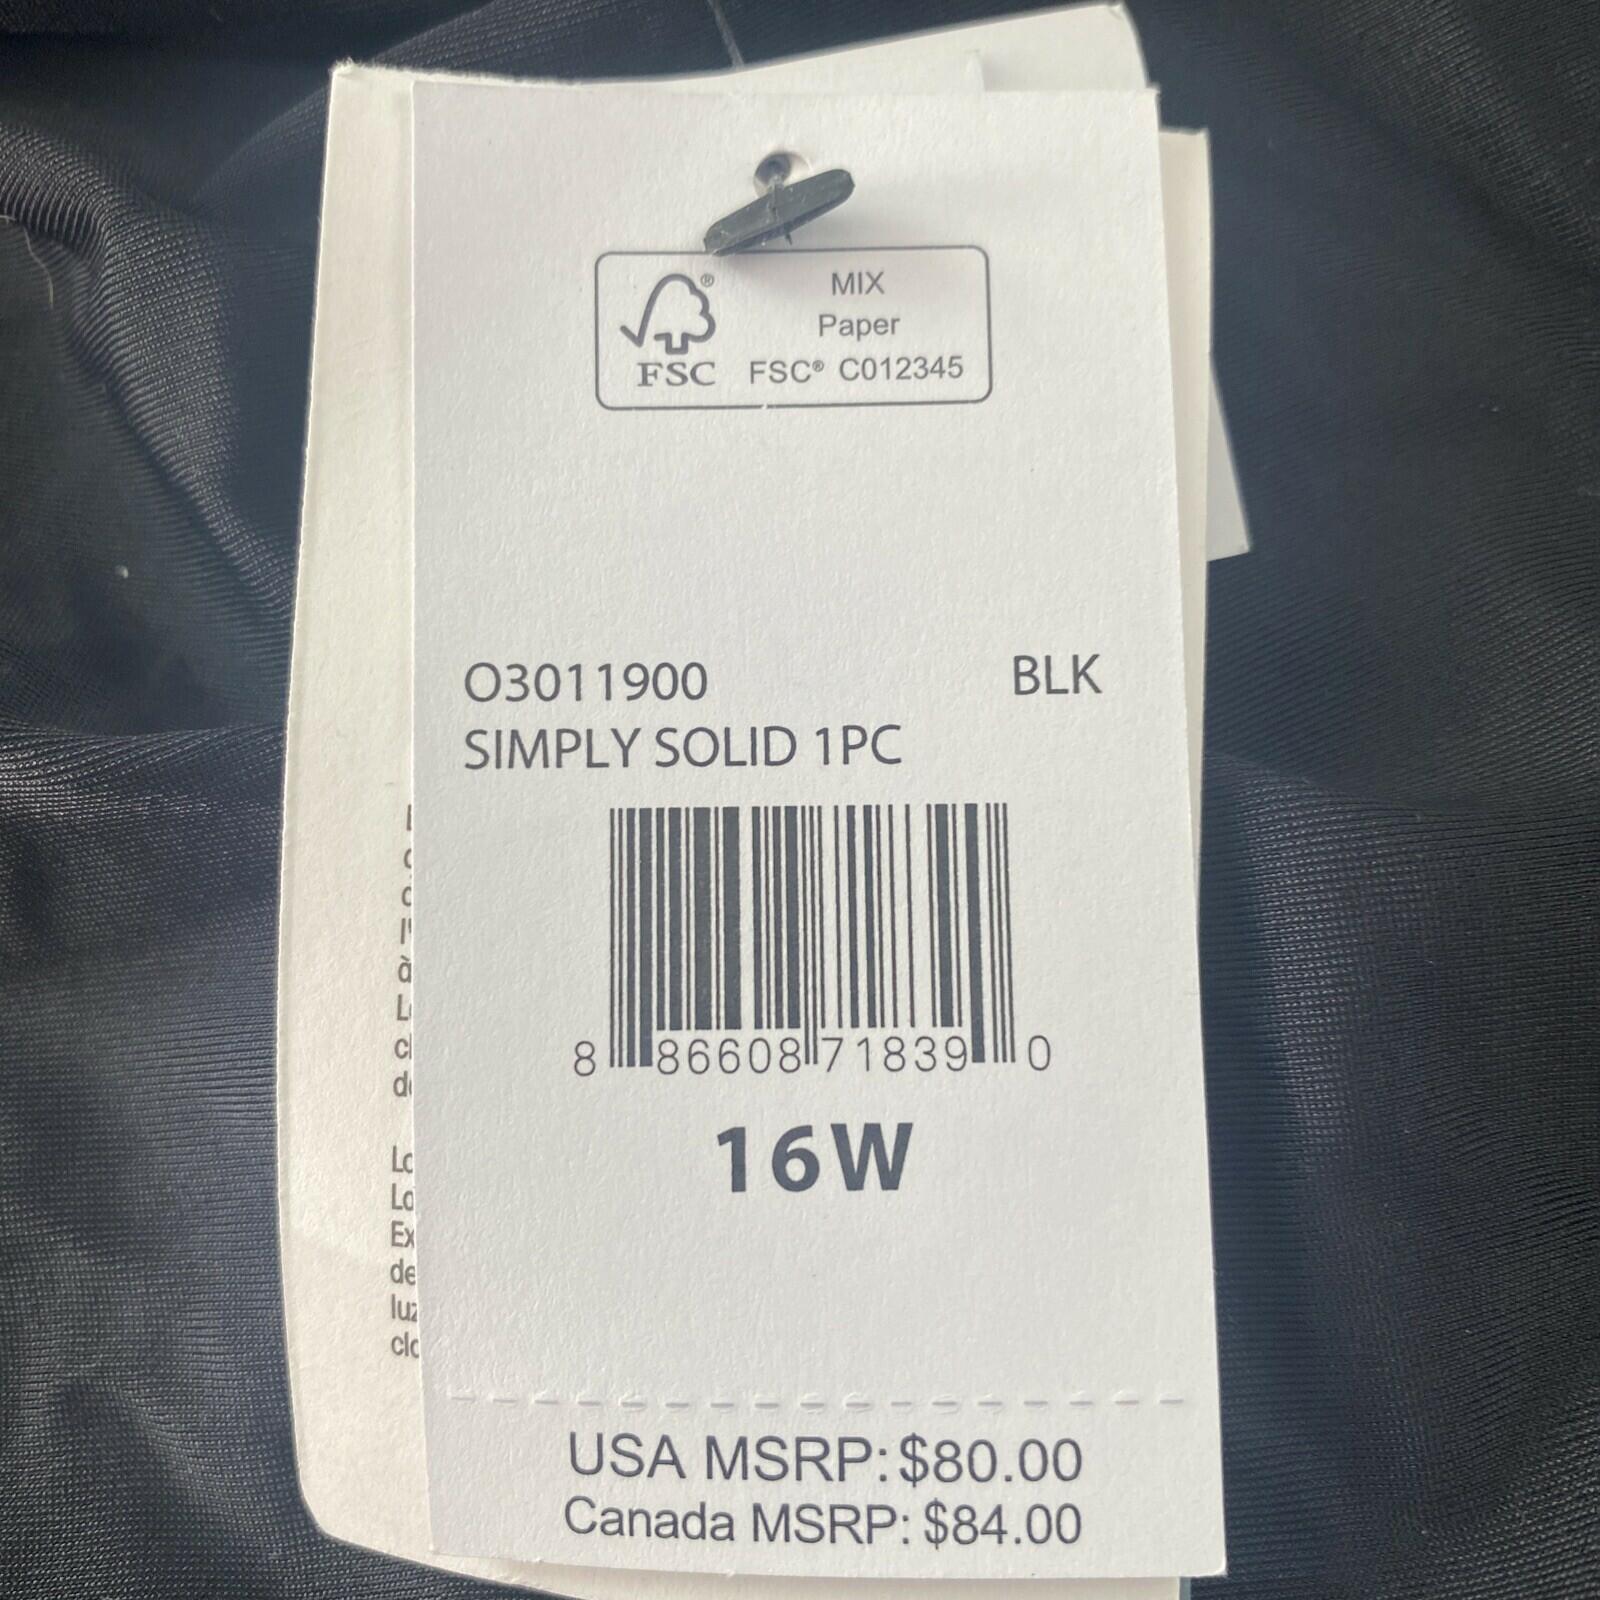 MIX
Paper
FSC® FSC® C012345
O3011900 BLK
SIMPLY SOLID 1PC
8 86608 71839 0
16W
USA MSRP: $80.00
Canada MSRP: $84.00